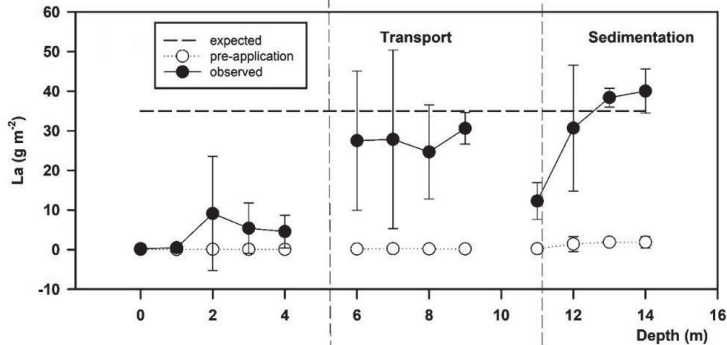 60
50
40
30
20
10
0
-10
La (g m⁻²)
expected
pre-application
observed
Transport
Sedimentation
0 2 4 6 8 10 12 14 16
Depth (m)